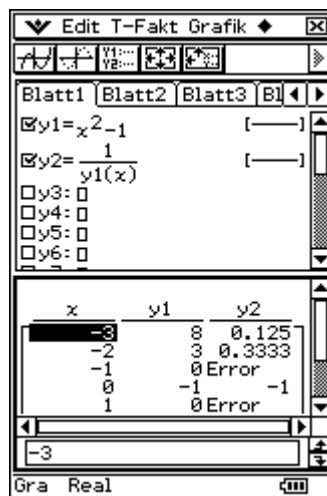 Edit T-Fakt Grafik ◆
Y1:···
Y2:···
Blatt1 Blatt2 Blatt3 Bl
☑y1=x²-1 [—]
☑y2=1/y1(x) [—]
□y3:▯
□y4:▯
□y5:▯
□y6:▯
x y1 y2
-3 8 0.125
-2 3 0.3333
-1 0 Error
0 -1 -1
1 0 Error
-3
Gra Real